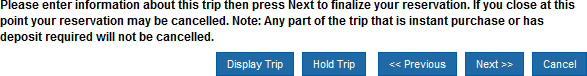 Please enter information about this trip then press Next to finalize your reservation. If you close at this
point your reservation may be cancelled. Note: Any part of the trip that is instant purchase or has
deposit required will not be cancelled.
Display Trip Hold Trip << Previous Next >> Cancel